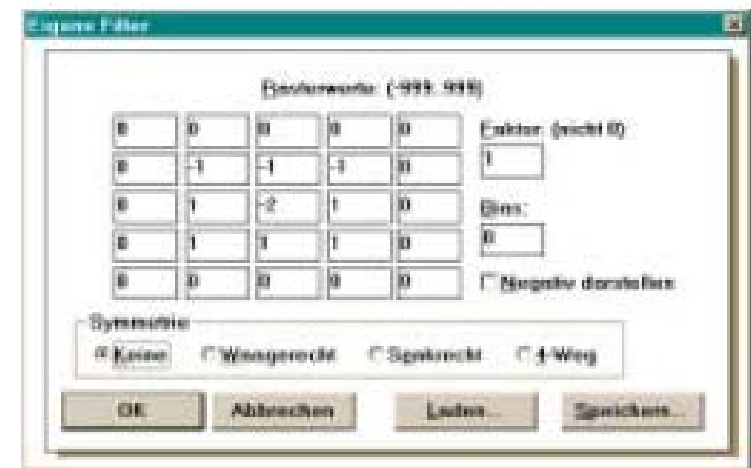 Eigene Filter
Rasterwerte: (-999..999)
0 0 0 0 0
Faktor: (nicht 0)
0 -1 -1 -1 0
1
0 1 -2 1 0
Bias:
0 1 1 1 0
0
0 0 0 0 0
Negativ darstellen
Symmetrie
Keine Waagerecht Senkrecht 4-Weg
OK Abbrechen Laden... Speichern...